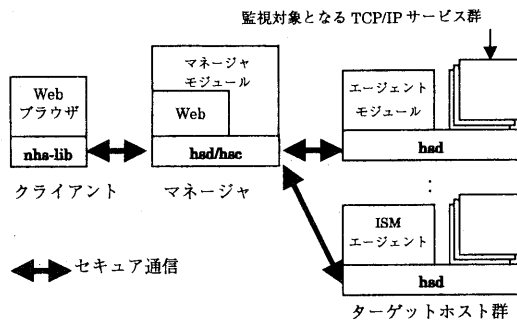 監視対象となる TCP/IP サービス群
Web
ブラウザ
nhs-lib
クライアント
マネージャ
モジュール
Web
hsd/hsc
マネージャ
エージェント
モジュール
hsd
ISM
エージェント
hsd
ターゲットホスト群
セキュア通信